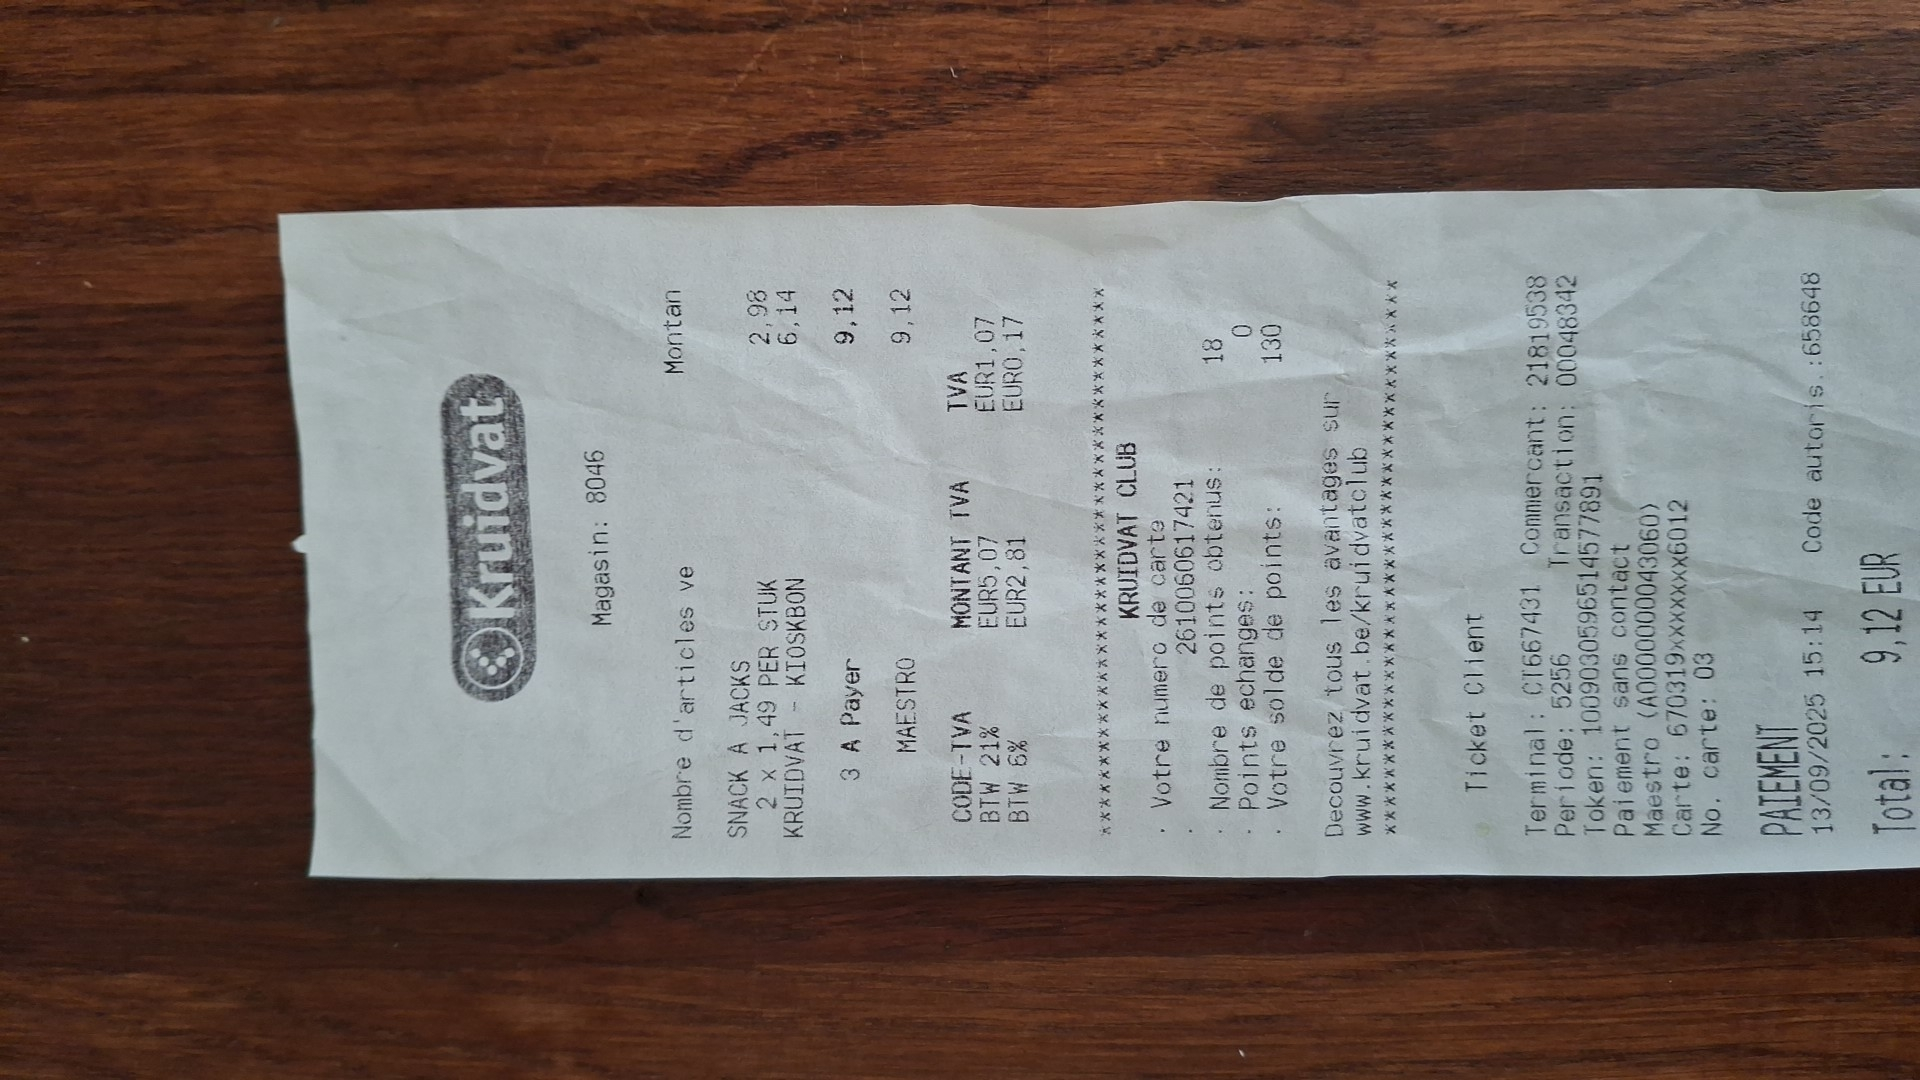 Kruidvat
Magasin: 8046
Nombre d'articles ve Montan
SNACK A JACKS
2 x 1,49 PER STUK 2,98
KRUIDVAT - KIOSKBON 6,14
3 A Payer 9,12
MAESTRO 9,12
CODE-TVA MONTANT TVA TVA
BTW 21% EUR5,07 EUR1,07
BTW 6% EUR2,81 EUR0,17
****************************************
KRUIDVAT CLUB
. Votre numero de carte
. 2610060617421
. Nombre de points obtenus: 18
. Points echanges: 0
. Votre solde de points: 130
Decouvrez tous les avantages sur
www.kruidvat.be/kruidvatclub
****************************************
Ticket Client
Terminal: CT667431 Commercant: 21819538
Periode: 5256 Transaction: 00048342
Token: 1009030596514577891
Paiement sans contact
Maestro (A0000000043060)
Carte: 670319xxxxxxx6012
No. carte: 03
PAIEMENT
13/09/2025 15:14 Code autoris.:658648
Total: 9,12 EUR